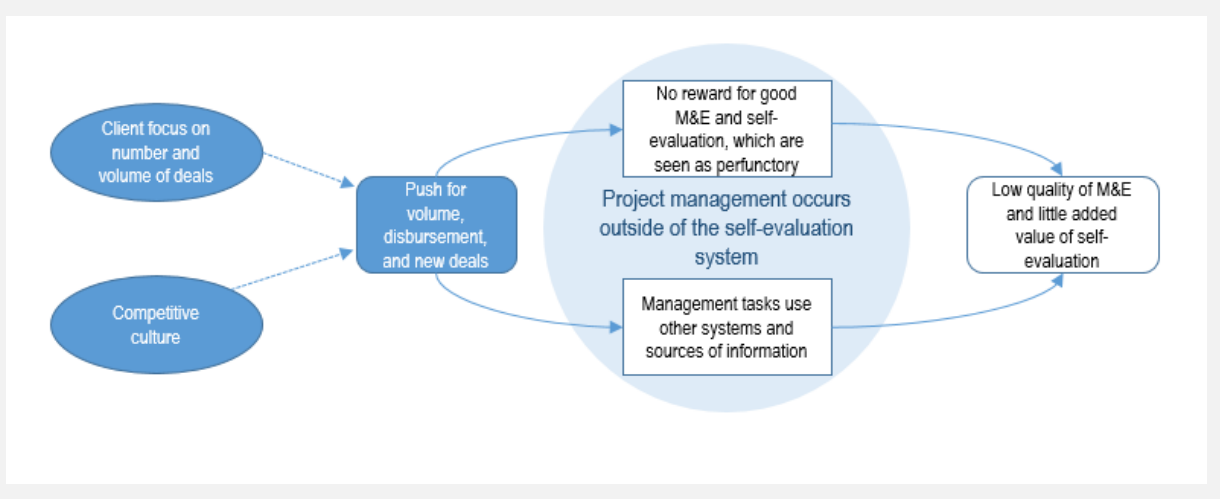 Client focus on
number and
volume of deals
Competitive
culture
Push for
volume,
disbursement,
and new deals
No reward for good
M&E and self-
evaluation, which are
seen as perfunctory
Project management occurs
outside of the self-evaluation
system
Management tasks use
other systems and
sources of information
Low quality of M&E
and little added
value of self-
evaluation